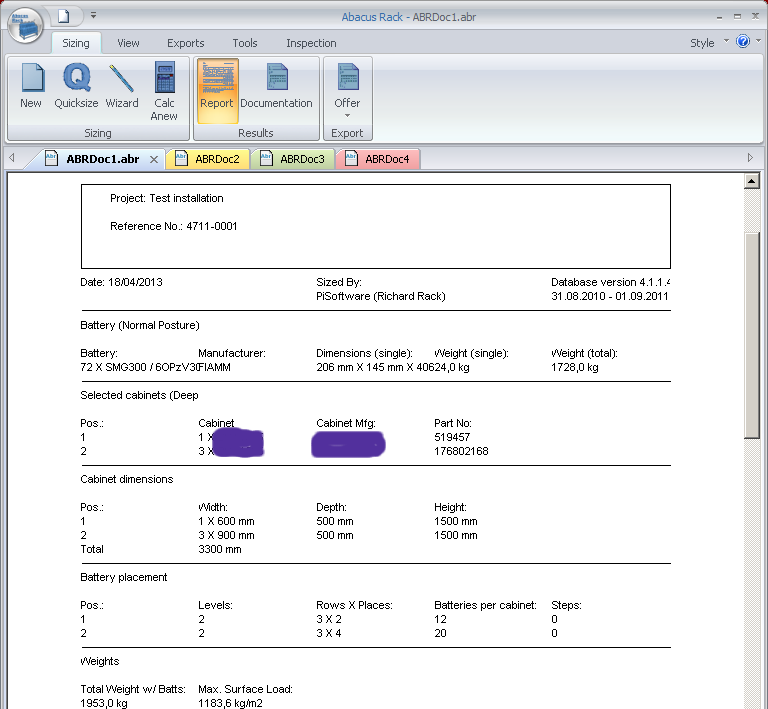 Abacus Rack - ABRDoc1.abr
Sizing View Exports Tools Inspection Style
New Quicksize Wizard Calc Anew Report Documentation Offer
Sizing Results Export
ABRDoc1.abr ABRDoc2 ABRDoc3 ABRDoc4
Project: Test installation
Reference No.: 4711-0001
Date: 18/04/2013 Sized By: Database version 4.1.1.4
PiSoftware (Richard Rack) 31.08.2010 - 01.09.2011
Battery (Normal Posture)
Battery: Manufacturer: Dimensions (single): Weight (single): Weight (total):
72 X SMG300 / 6OPzV30 FIAMM 206 mm X 145 mm X 406 24,0 kg 1728,0 kg
Selected cabinets (Deep
Pos.: Cabinet Cabinet Mfg: Part No:
1 1 X 519457
2 3 X 176802168
Cabinet dimensions
Pos.: Width: Depth: Height:
1 1 X 600 mm 500 mm 1500 mm
2 3 X 900 mm 500 mm 1500 mm
Total 3300 mm
Battery placement
Pos.: Levels: Rows X Places: Batteries per cabinet: Steps:
1 2 3 X 2 12 0
2 2 3 X 4 20 0
Weights
Total Weight w/ Batts: Max. Surface Load:
1953,0 kg 1183,6 kg/m2